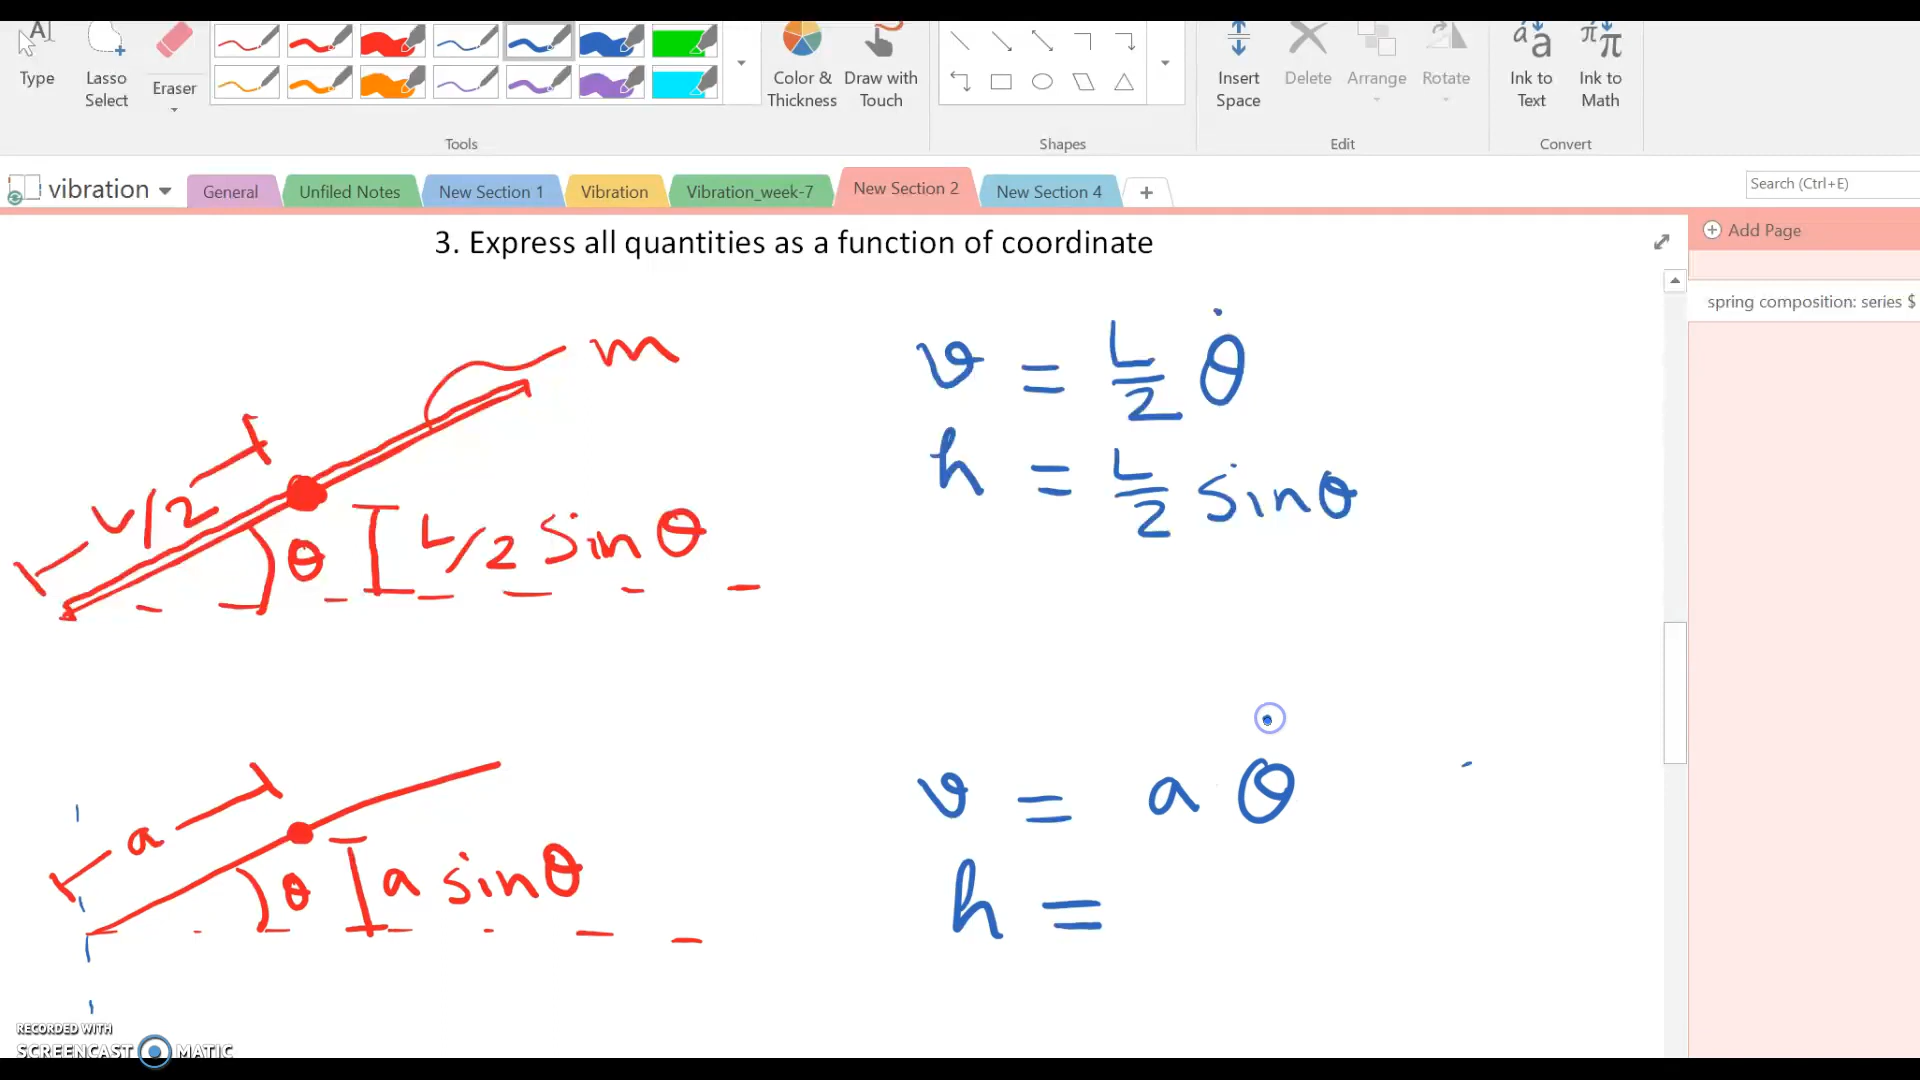 Type
Lasso Select
Eraser
Color & Thickness
Draw with Touch
Insert Space
Delete
Arrange
Rotate
Ink to Text
Ink to Math
Tools
Shapes
Edit
Convert
vibration
General
Unfiled Notes
New Section 1
Vibration
Vibration_week-7
New Section 2
New Section 4
+
Search (Ctrl+E)
Add Page
spring composition: series $
3. Express all quantities as a function of coordinate
m
L/2
θ
L/2 sinθ
v = L/2 θ̇
h = L/2 sinθ
a
θ
a sinθ
v = a θ̇
h =
RECORDED WITH
SCREENCAST MATIC